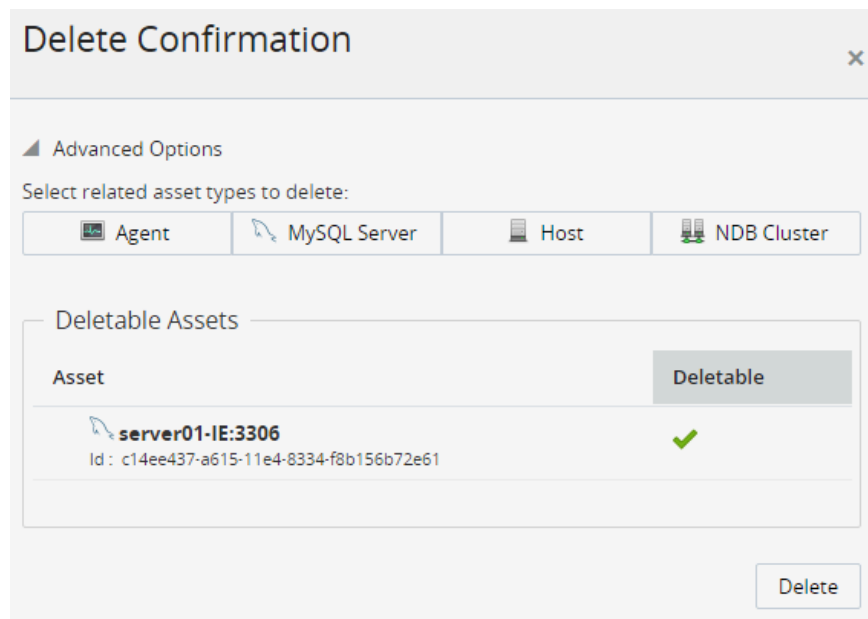 Delete Confirmation
×
Advanced Options
Select related asset types to delete:
Agent MySQL Server Host NDB Cluster
Deletable Assets
Asset Deletable
server01-IE:3306
Id : c14ee437-a615-11e4-8334-f8b156b72e61
Delete